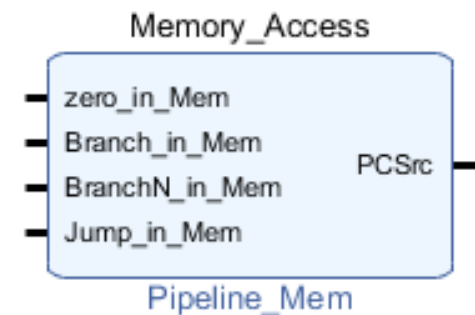 Memory_Access
zero_in_Mem
Branch_in_Mem
BranchN_in_Mem
Jump_in_Mem
PCSrc
Pipeline_Mem